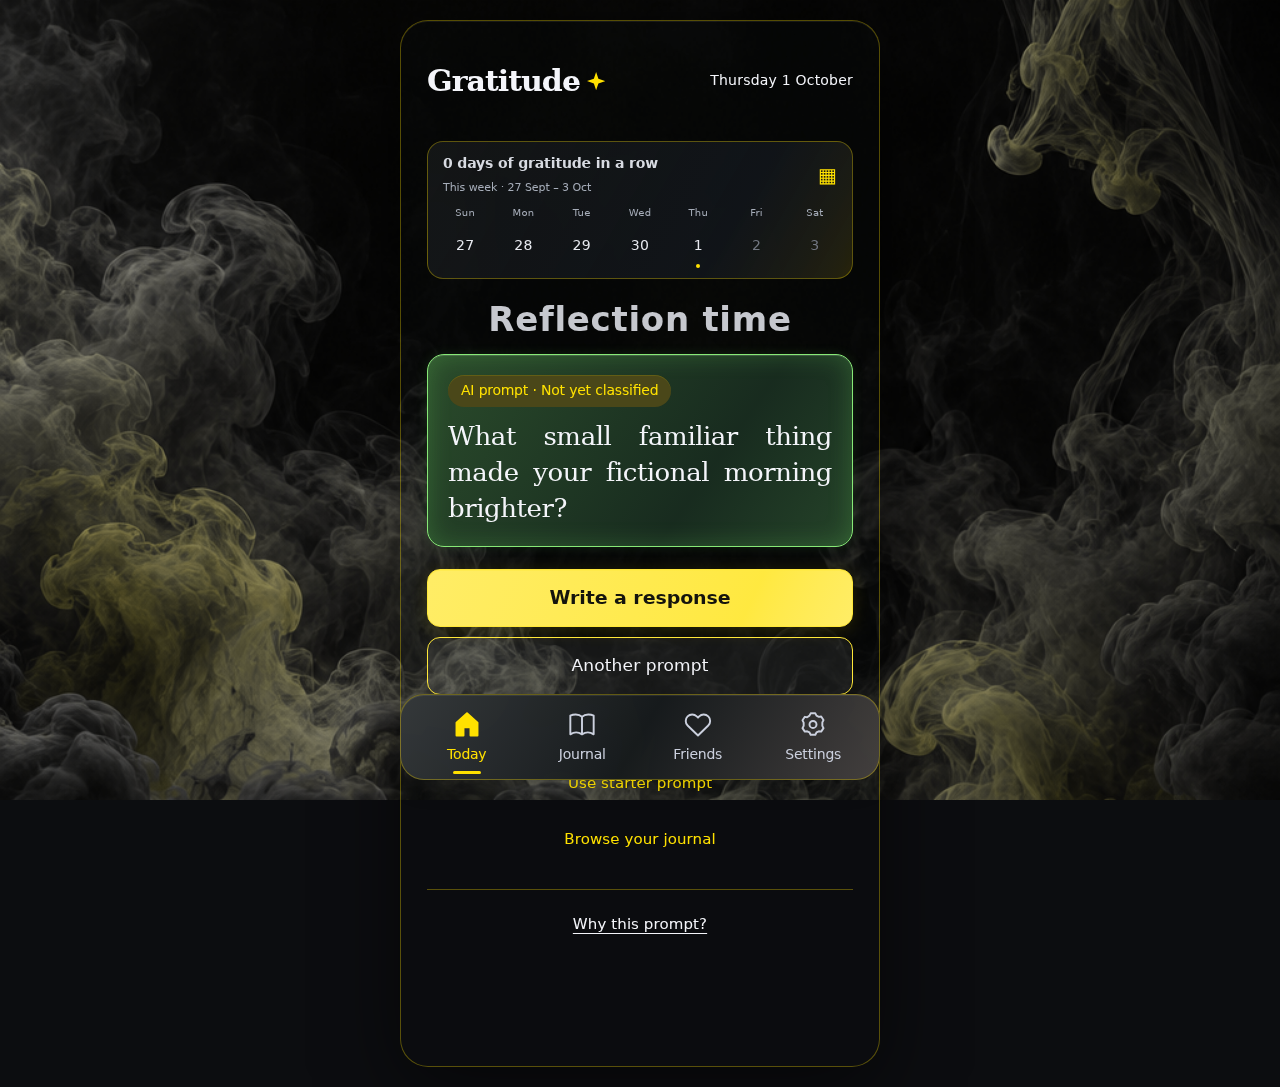 Gratitude
Thursday 1 October
0 days of gratitude in a row
This week · 27 Sept – 3 Oct
Sun Mon Tue Wed Thu Fri Sat
27 28 29 30 1 2 3
Reflection time
AI prompt · Not yet classified
What small familiar thing
made your fictional morning
brighter?
Write a response
Another prompt
Today Journal Friends Settings
Use starter prompt
Browse your journal
Why this prompt?